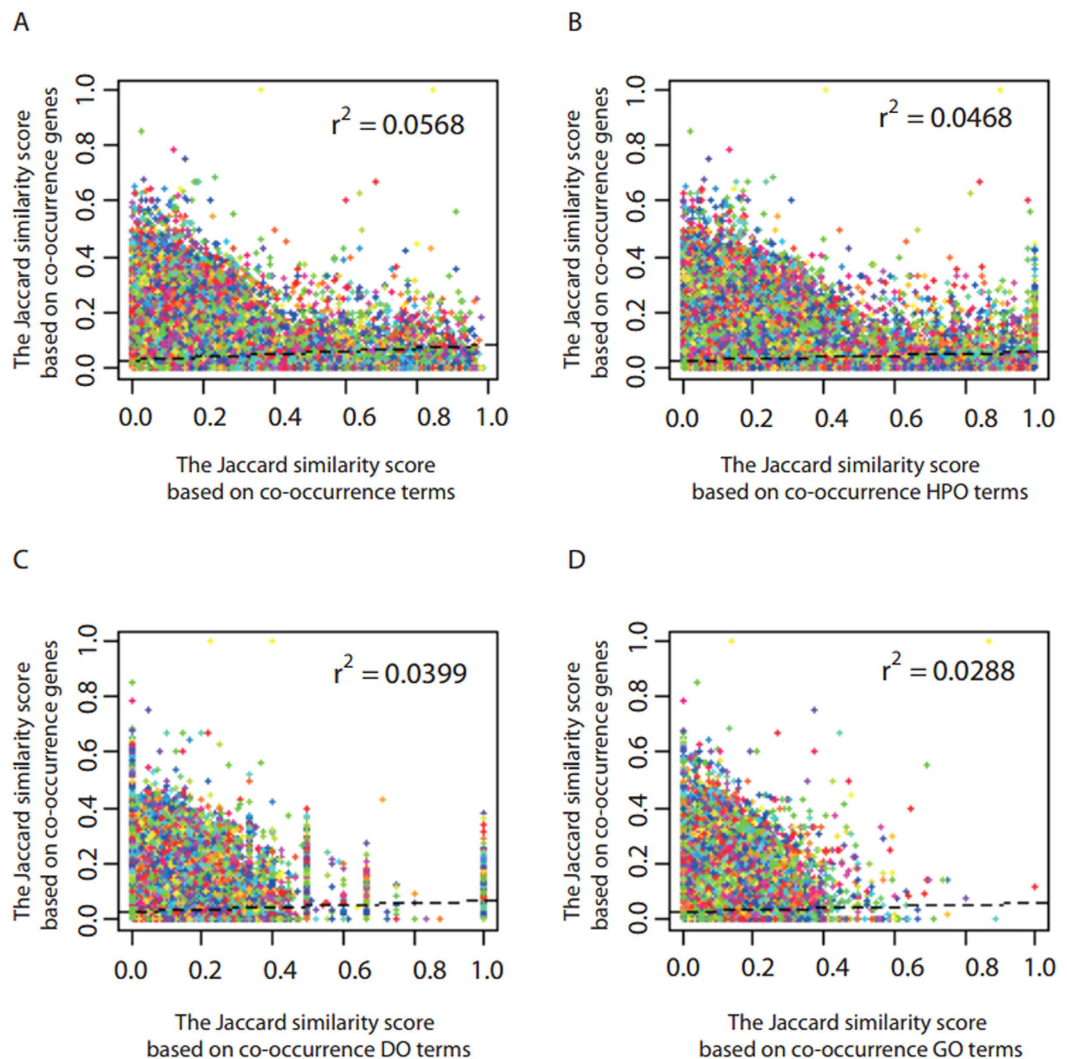 A
The Jaccard similarity score
based on co-occurrence genes
1.0
0.8
0.6
0.4
0.2
0.0
r² = 0.0568
0.0 0.2 0.4 0.6 0.8 1.0
The Jaccard similarity score
based on co-occurrence terms
B
The Jaccard similarity score
based on co-occurrence genes
1.0
0.8
0.6
0.4
0.2
0.0
r² = 0.0468
0.0 0.2 0.4 0.6 0.8 1.0
The Jaccard similarity score
based on co-occurrence HPO terms
C
The Jaccard similarity score
based on co-occurrence genes
1.0
0.8
0.6
0.4
0.2
0.0
r² = 0.0399
0.0 0.2 0.4 0.6 0.8 1.0
The Jaccard similarity score
based on co-occurrence DO terms
D
The Jaccard similarity score
based on co-occurrence genes
1.0
0.8
0.6
0.4
0.2
0.0
r² = 0.0288
0.0 0.2 0.4 0.6 0.8 1.0
The Jaccard similarity score
based on co-occurrence GO terms